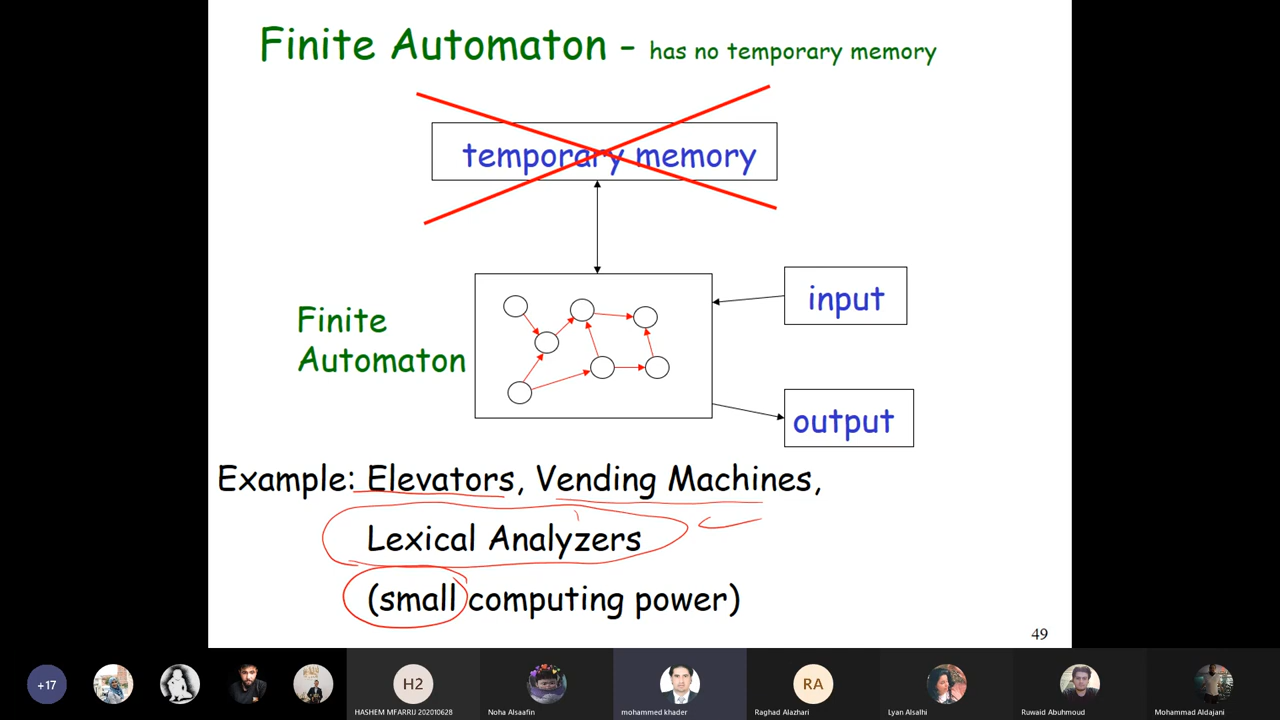 Finite Automaton - has no temporary memory
temporary memory
input
Finite
Automaton
output
Example: Elevators, Vending Machines,
Lexical Analyzers
(small computing power)
49
+17
H2
RA
HASHEM MFARRIJ 202010628
Noha Alsaafin
mohammed khader
Raghad Alazhari
Lyan Alsalhi
Ruwaid Abuhmoud
Mohammad Aldajani